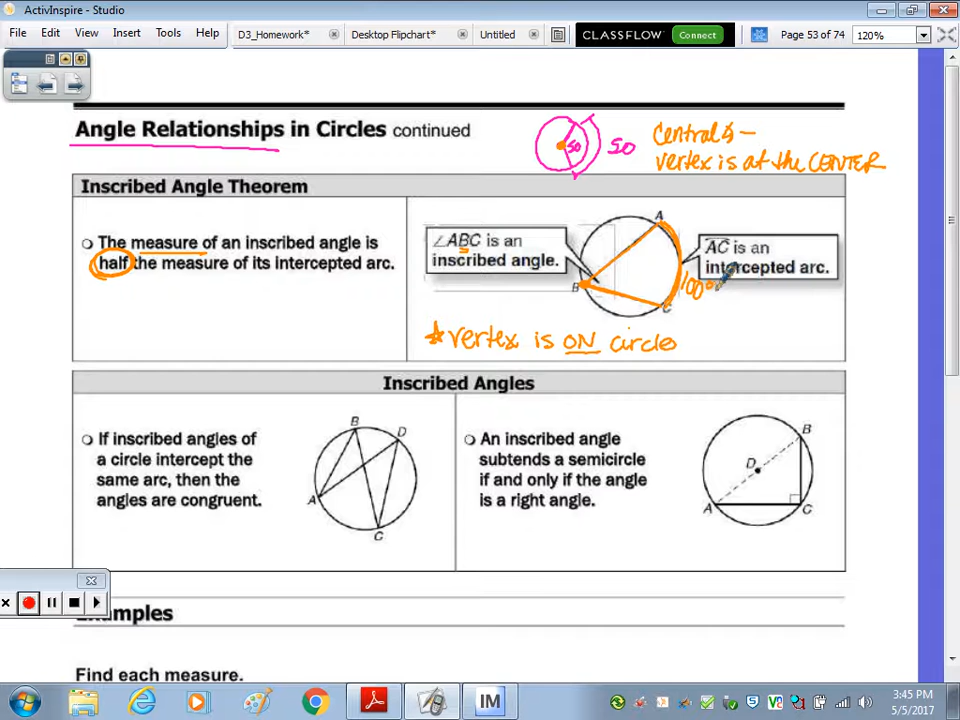 ActivInspire - Studio
File Edit View Insert Tools Help
D3_Homework* Desktop Flipchart* Untitled CLASSFLOW Connect Page 53 of 74 120%
Angle Relationships in Circles continued
50 50
Central ∠s –
vertex is at the CENTER
Inscribed Angle Theorem
The measure of an inscribed angle is
half the measure of its intercepted arc.
∠ABC is an
inscribed angle.
A
B
C
AC is an
intercepted arc.
100°
vertex is ON circle
Inscribed Angles
If inscribed angles of
a circle intercept the
same arc, then the
angles are congruent.
B D
A
C
An inscribed angle
subtends a semicircle
if and only if the angle
is a right angle.
B
D
A C
amples
Find each measure.
IM
3:45 PM
5/5/2017